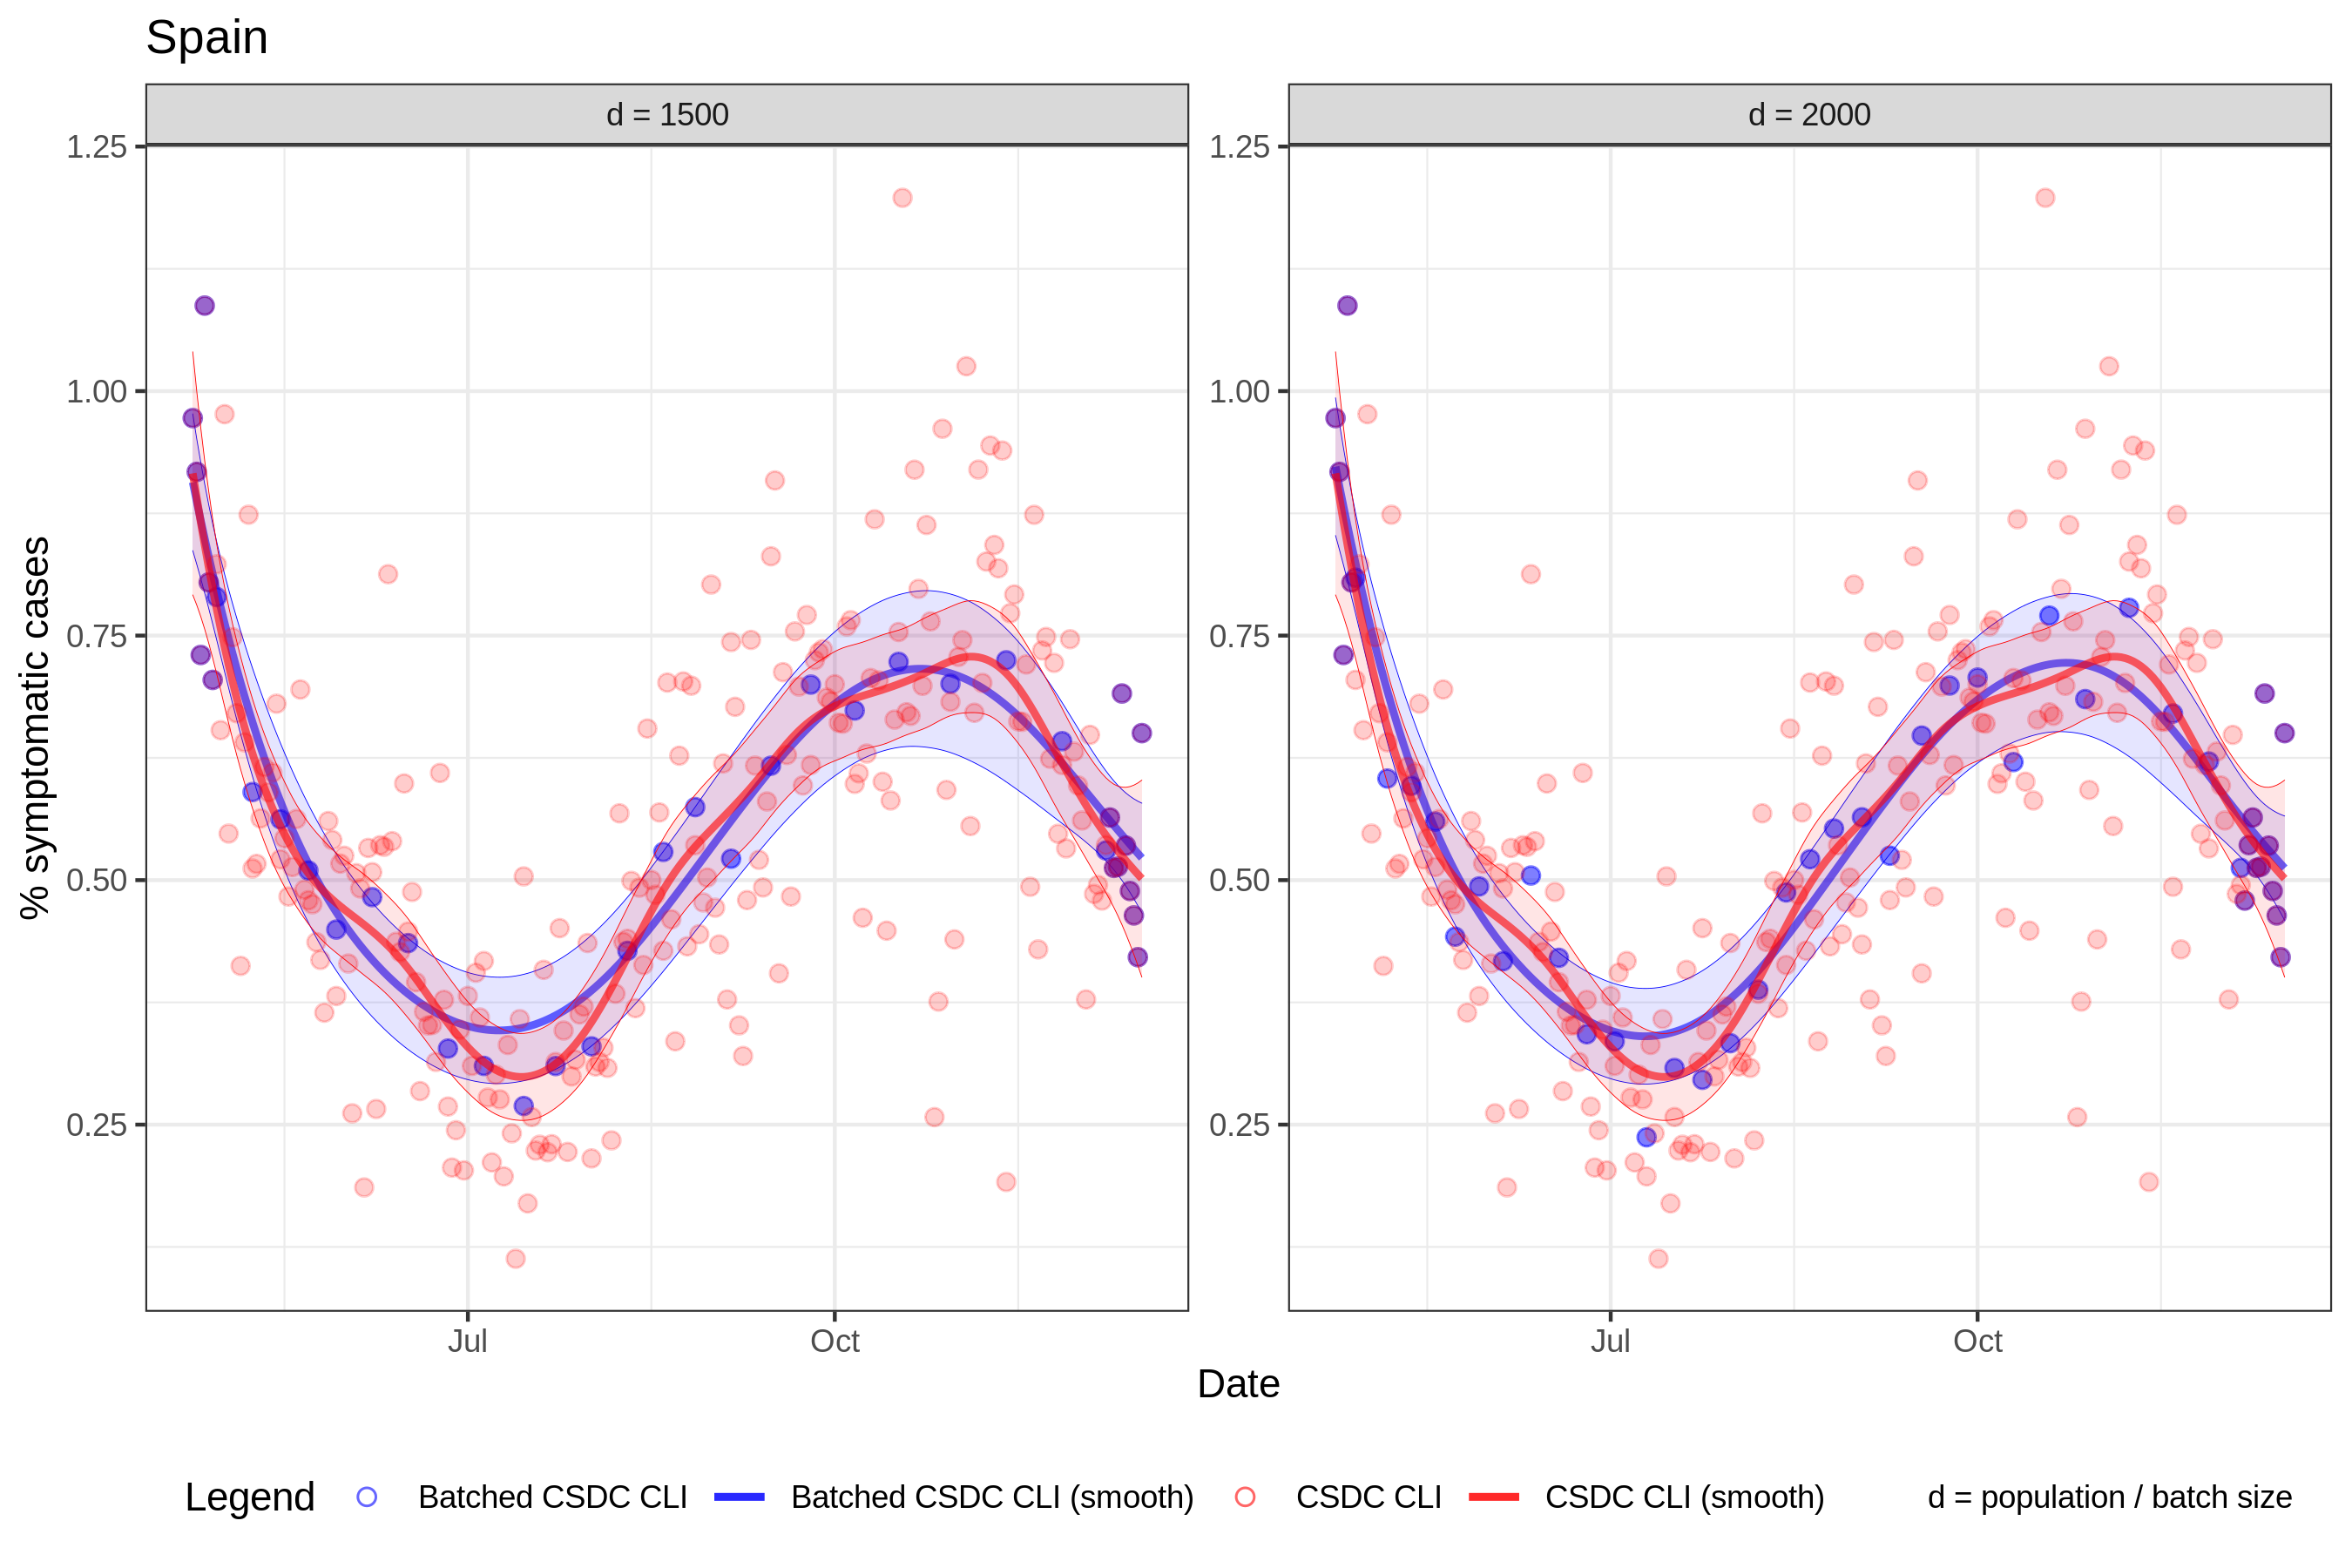 Spain
d = 1500
d = 2000
% symptomatic cases
1.25
1.00
0.75
0.50
0.25
1.25
1.00
0.75
0.50
0.25
Jul
Oct
Jul
Oct
Date
Legend Batched CSDC CLI Batched CSDC CLI (smooth) CSDC CLI CSDC CLI (smooth) d = population / batch size